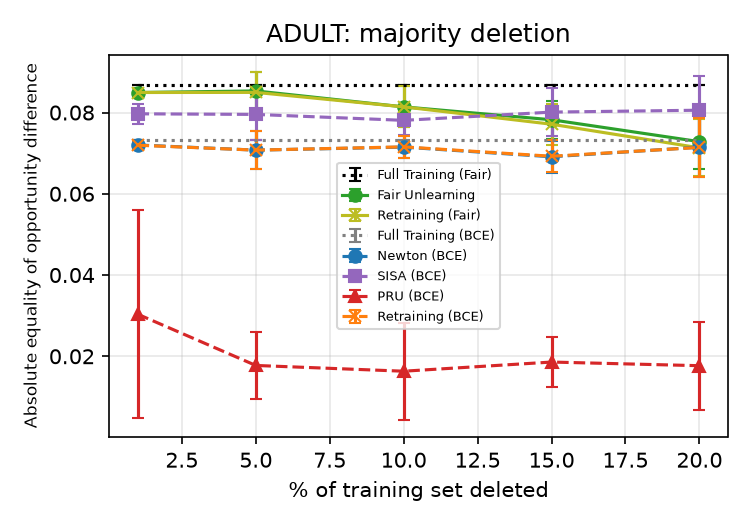 ADULT: majority deletion
Absolute equality of opportunity difference
0.08
0.06
0.04
0.02
Full Training (Fair)
Fair Unlearning
Retraining (Fair)
Full Training (BCE)
Newton (BCE)
SISA (BCE)
PRU (BCE)
Retraining (BCE)
2.5 5.0 7.5 10.0 12.5 15.0 17.5 20.0
% of training set deleted